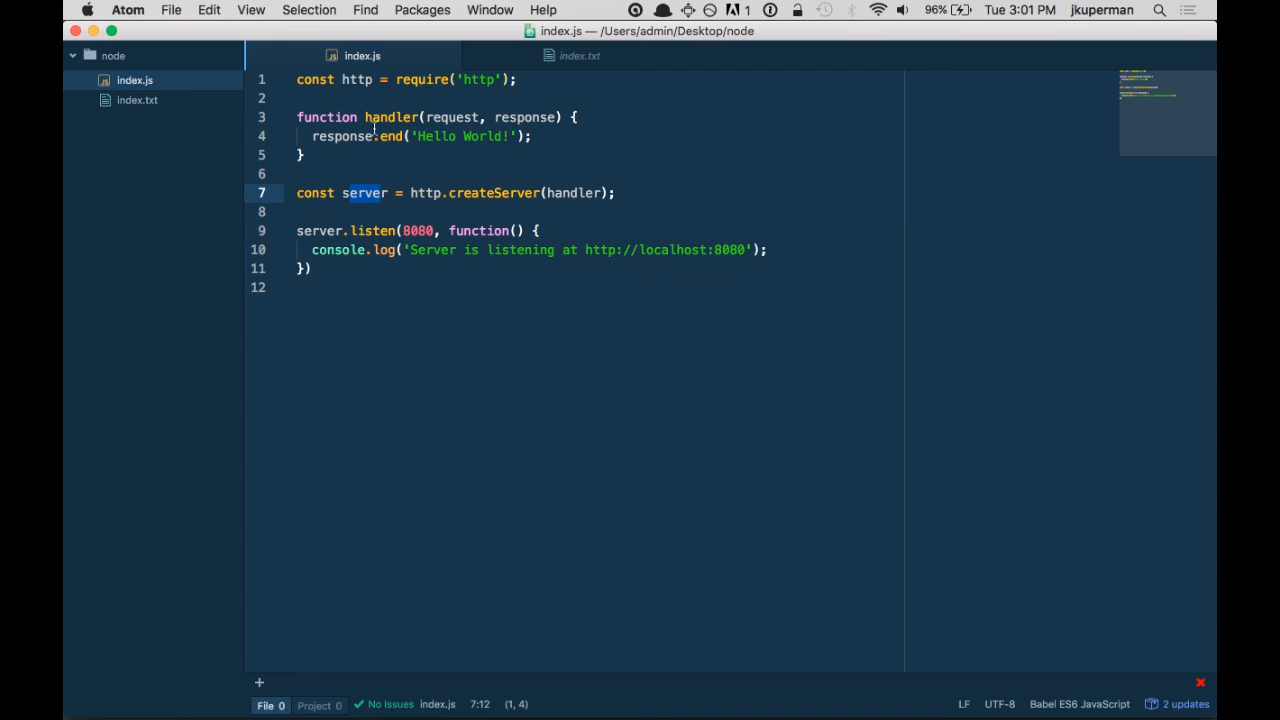 Atom File Edit View Selection Find Packages Window Help 1 96% Tue 3:01 PM jkuperman
index.js — /Users/admin/Desktop/node
node index.js index.txt
index.js
index.txt
1 const http = require('http');
2
3 function handler(request, response) {
4 response.end('Hello World!');
5 }
6
7 const server = http.createServer(handler);
8
9 server.listen(8080, function() {
10 console.log('Server is listening at http://localhost:8080');
11 })
12
+
File 0 Project 0 No Issues index.js 7:12 (1, 4) LF UTF-8 Babel ES6 JavaScript 2 updates